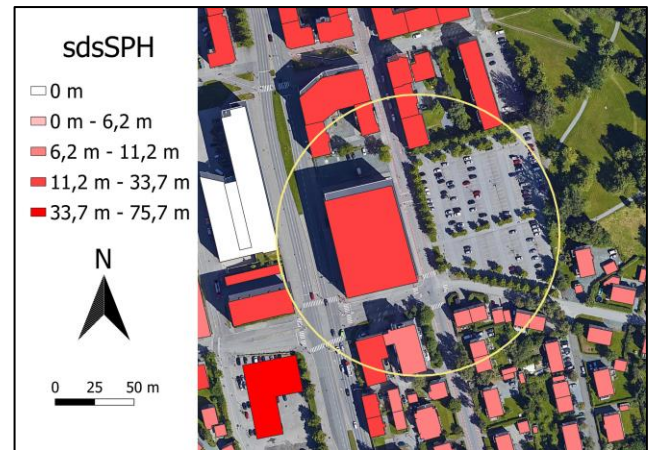 sdsSPH
0 m
0 m - 6,2 m
6,2 m - 11,2 m
11,2 m - 33,7 m
33,7 m - 75,7 m
N
0 25 50 m